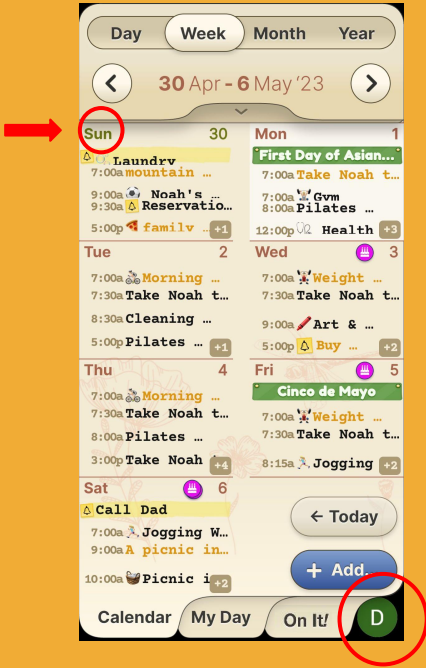 Day Week Month Year
30 Apr - 6 May '23
Sun 30
Laundry
7:00a mountain ...
9:00a Noah's ...
9:30a Reservatio...
5:00p family ... +1
Mon 1
First Day of Asian...
7:00a Take Noah t...
7:00a Gym
8:00a Pilates ...
12:00p Health +3
Tue 2
7:00a Morning ...
7:30a Take Noah t...
8:30a Cleaning ...
5:00p Pilates ... +1
Wed 3
7:00a Weight ...
7:30a Take Noah t...
9:00a Art & ...
5:00p Buy ... +2
Thu 4
7:00a Morning ...
7:30a Take Noah t...
8:00a Pilates ...
3:00p Take Noah +4
Fri 5
Cinco de Mayo
7:00a Weight ...
7:30a Take Noah t...
8:15a Jogging +2
Sat 6
Call Dad
7:00a Jogging W...
9:00a A picnic in...
10:00a Picnic i +2
← Today
+ Add...
Calendar My Day On It! D